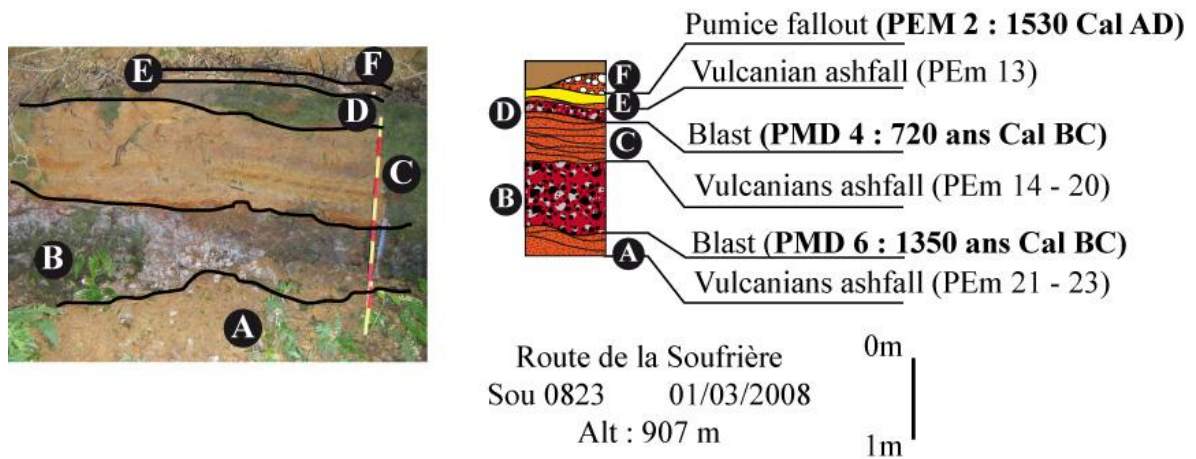 E
F
D
C
B
A
Pumice fallout (PEM 2 : 1530 Cal AD)
Vulcanian ashfall (PEm 13)
Blast (PMD 4 : 720 ans Cal BC)
Vulcanians ashfall (PEm 14 - 20)
Blast (PMD 6 : 1350 ans Cal BC)
Vulcanians ashfall (PEm 21 - 23)
F
D
E
C
B
A
Route de la Soufrière
Sou 0823 01/03/2008
Alt : 907 m
0m
1m